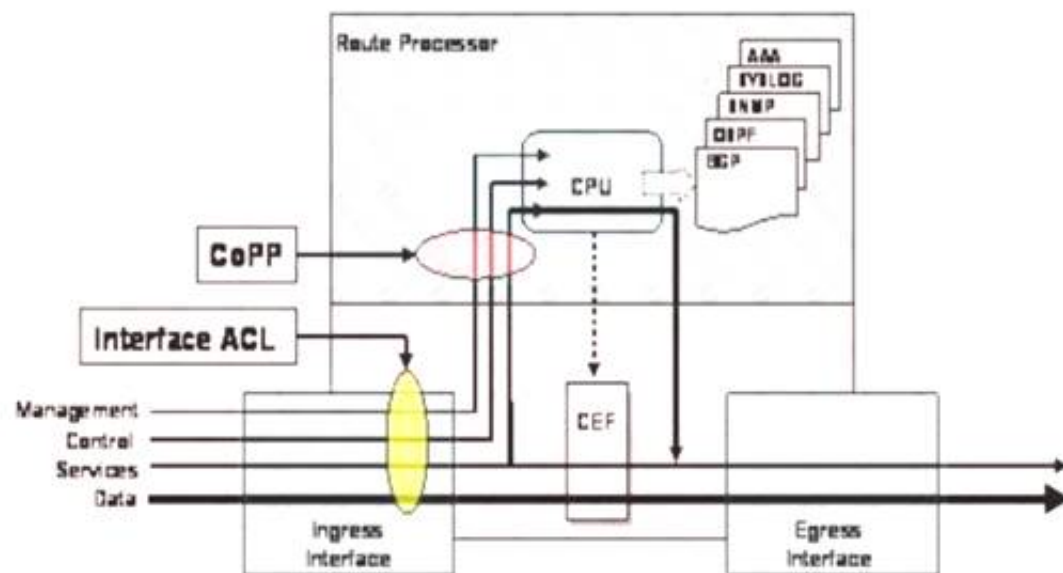 Route Processor
AAA
SYSLOG
SNMP
OSPF
BGP
CPU
CoPP
Interface ACL
Management
Control
Services
Data
CEF
Ingress
Interface
Egress
Interface